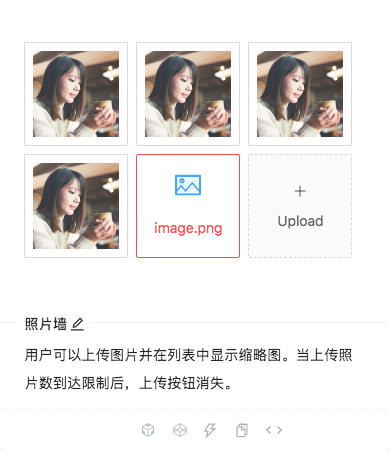 image.png
Upload
照片墙
用户可以上传图片并在列表中显示缩略图。当上传照
片数到达限制后，上传按钮消失。